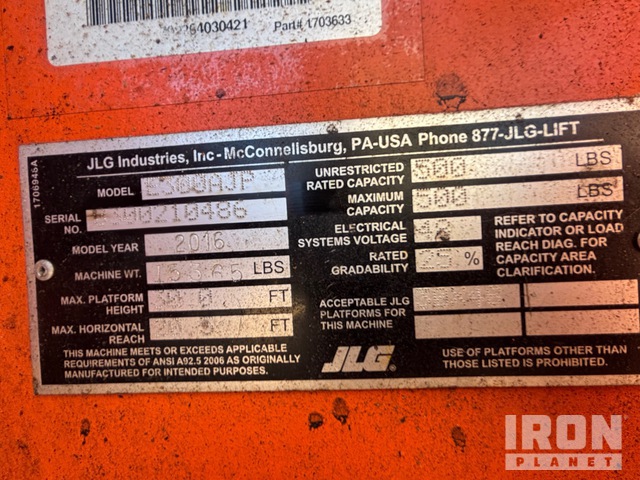 Part# 1703633
JLG Industries, Inc - McConnellsburg, PA-USA Phone 877-JLG-LIFT
1706945A
MODEL E300AJP
SERIAL NO. 0300210486
MODEL YEAR 2016
MACHINE WT. LBS
MAX. PLATFORM HEIGHT FT
MAX. HORIZONTAL REACH FT
THIS MACHINE MEETS OR EXCEEDS APPLICABLE
REQUIREMENTS OF ANSI A92.5 2006 AS ORIGINALLY
MANUFACTURED FOR INTENDED PURPOSES.
UNRESTRICTED RATED CAPACITY 500 LBS
MAXIMUM CAPACITY 500 LBS
ELECTRICAL SYSTEMS VOLTAGE 48
RATED GRADABILITY 25 %
REFER TO CAPACITY
INDICATOR OR LOAD
REACH DIAG. FOR
CAPACITY AREA
CLARIFICATION.
ACCEPTABLE JLG
PLATFORMS FOR
THIS MACHINE
JLG
USE OF PLATFORMS OTHER THAN
THOSE LISTED IS PROHIBITED.
IRON
PLANET